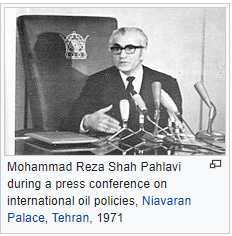 Mohammad Reza Shah Pahlavi
during a press conference on
international oil policies, Niavaran
Palace, Tehran, 1971